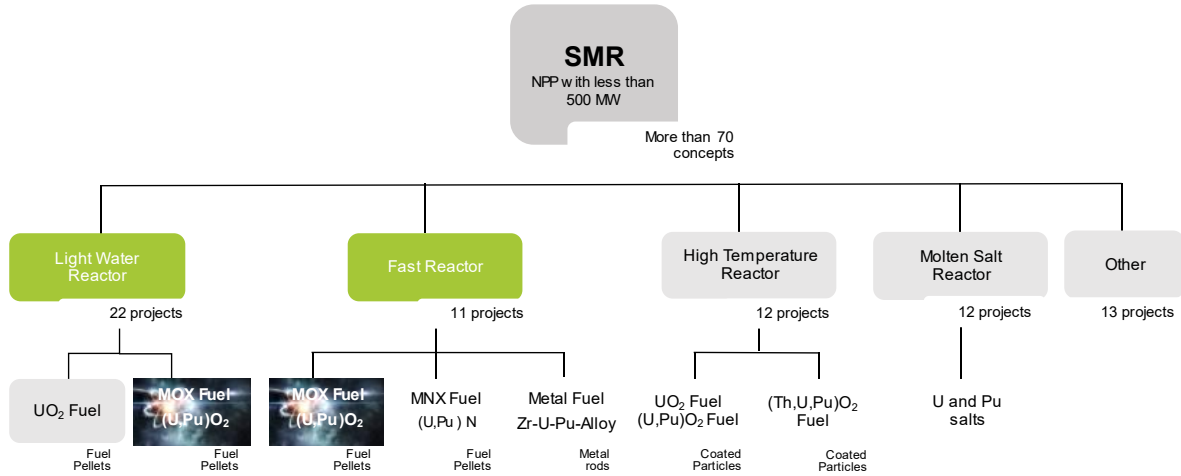 SMR
NPP with less than
500 MW
More than 70
concepts
Light Water
Reactor
Fast Reactor
High Temperature
Reactor
Molten Salt
Reactor
Other
22 projects
11 projects
12 projects
12 projects
13 projects
UO₂ Fuel
MOX Fuel
(U,Pu)O₂
MOX Fuel
(U,Pu)O₂
MNX Fuel
(U,Pu) N
Metal Fuel
Zr-U-Pu-Alloy
UO₂ Fuel
(U,Pu)O₂ Fuel
(Th,U,Pu)O₂
Fuel
U and Pu
salts
Fuel
Pellets
Fuel
Pellets
Fuel
Pellets
Fuel
Pellets
Metal
rods
Coated
Particles
Coated
Particles